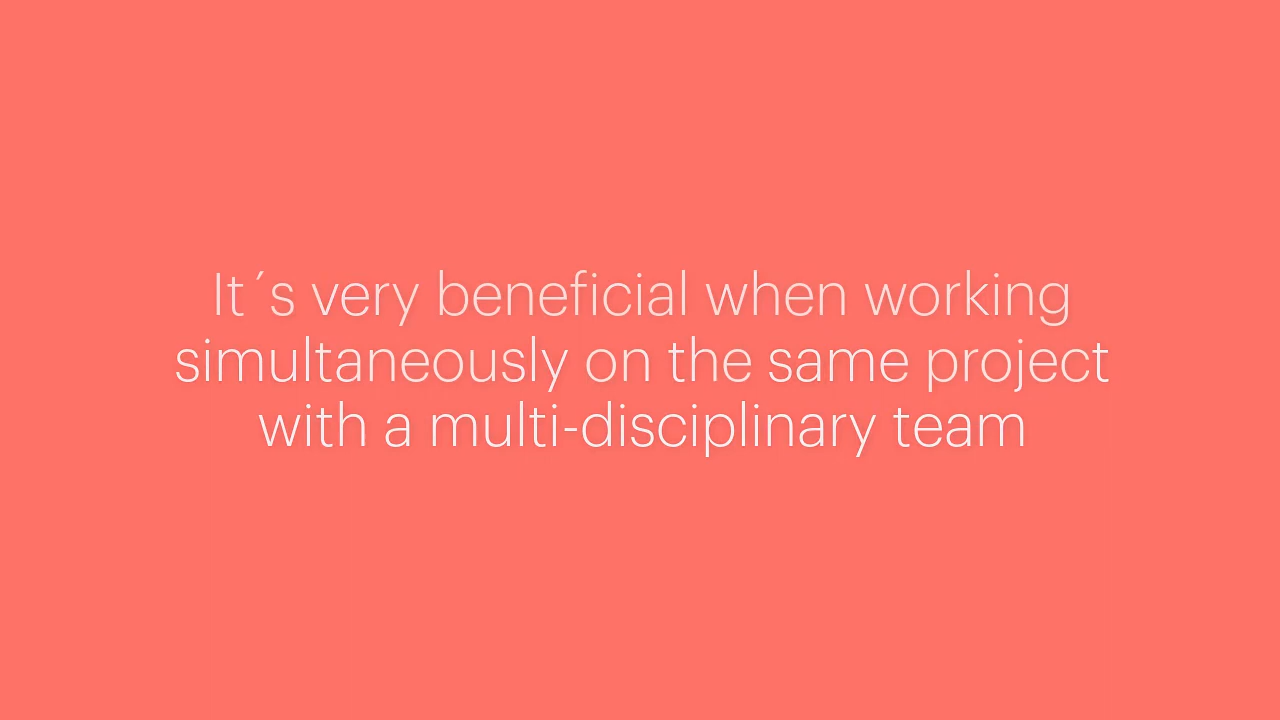 It´s very beneficial when working
simultaneously on the same project
with a multi-disciplinary team